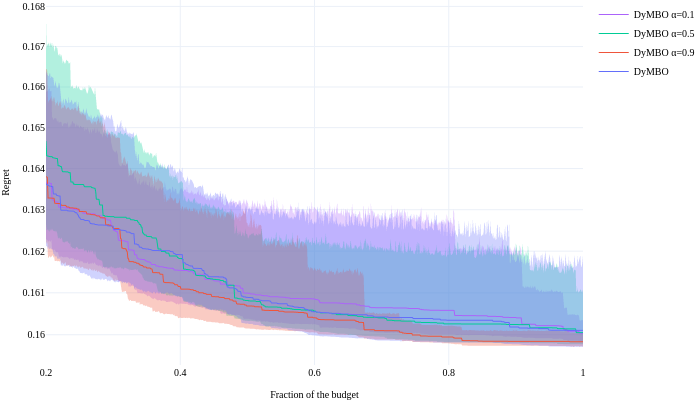 0.168
0.167
0.166
0.165
0.164
0.163
0.162
0.161
0.16
Regret
0.2
0.4
0.6
0.8
1
Fraction of the budget
DyMBO α=0.1
DyMBO α=0.5
DyMBO α=0.9
DyMBO